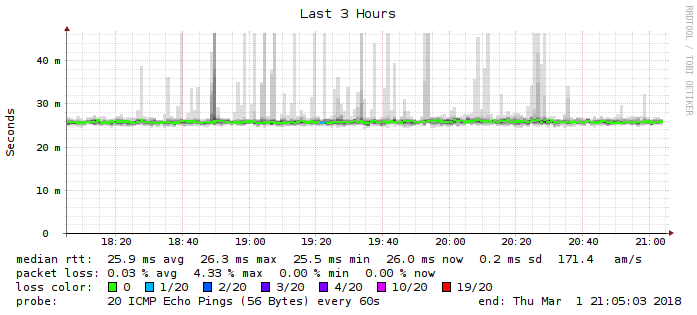 Last 3 Hours
RRDTOOL / TOBI OETIKER
Seconds
40 m
30 m
20 m
10 m
0
18:20 18:40 19:00 19:20 19:40 20:00 20:20 20:40 21:00
median rtt: 25.9 ms avg 26.3 ms max 25.5 ms min 26.0 ms now 0.2 ms sd 171.4 am/s
packet loss: 0.03 % avg 4.33 % max 0.00 % min 0.00 % now
loss color: 0 1/20 2/20 3/20 4/20 10/20 19/20
probe: 20 ICMP Echo Pings (56 Bytes) every 60s end: Thu Mar 1 21:05:03 2018